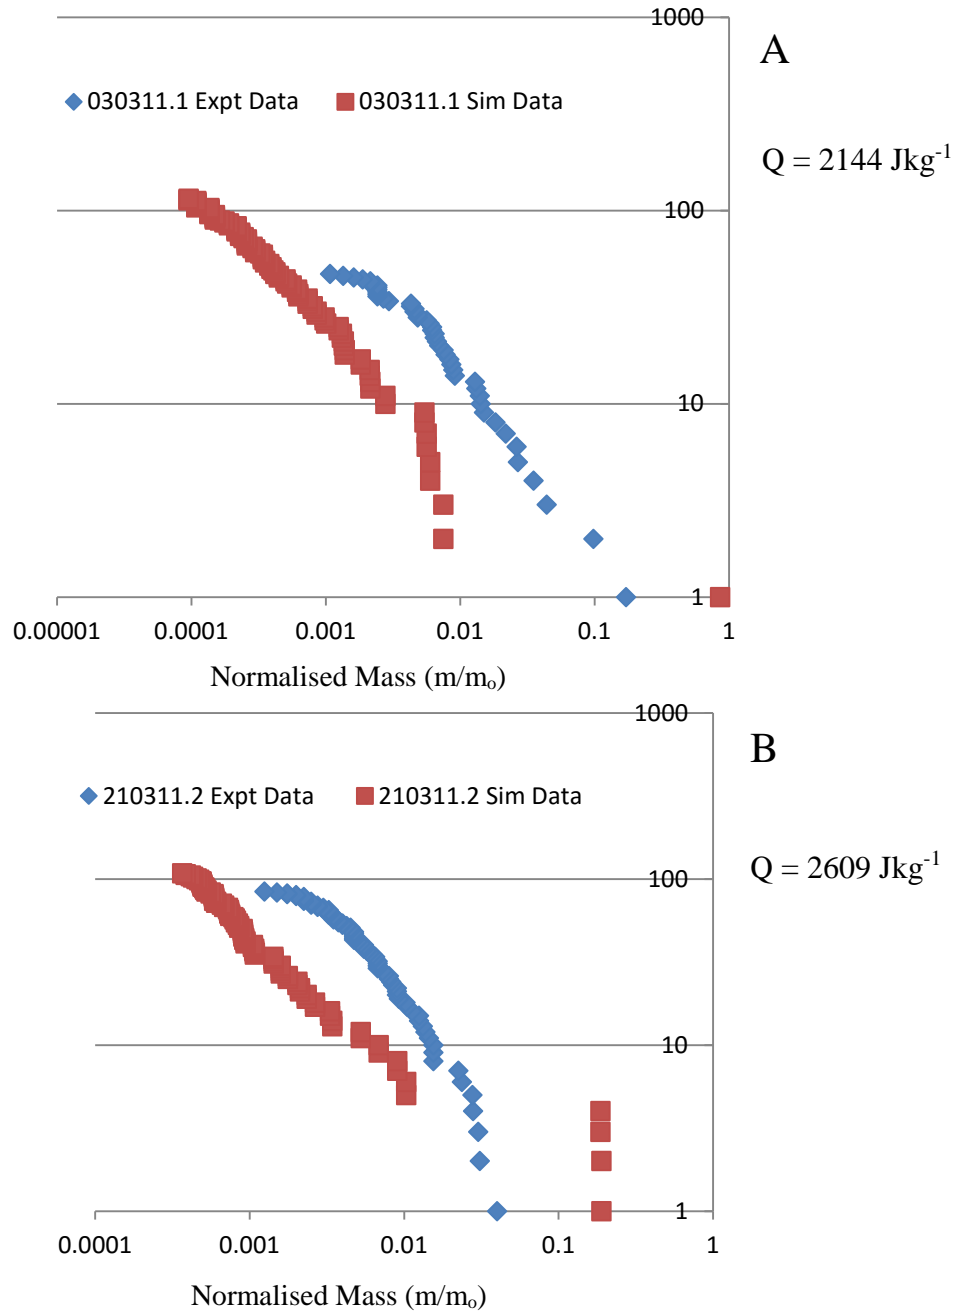 1000
A
030311.1 Expt Data 030311.1 Sim Data
Q = 2144 Jkg⁻¹
100
10
1
0.00001 0.0001 0.001 0.01 0.1 1
Normalised Mass (m/mₒ)
1000
B
210311.2 Expt Data 210311.2 Sim Data
Q = 2609 Jkg⁻¹
100
10
1
0.0001 0.001 0.01 0.1 1
Normalised Mass (m/mₒ)